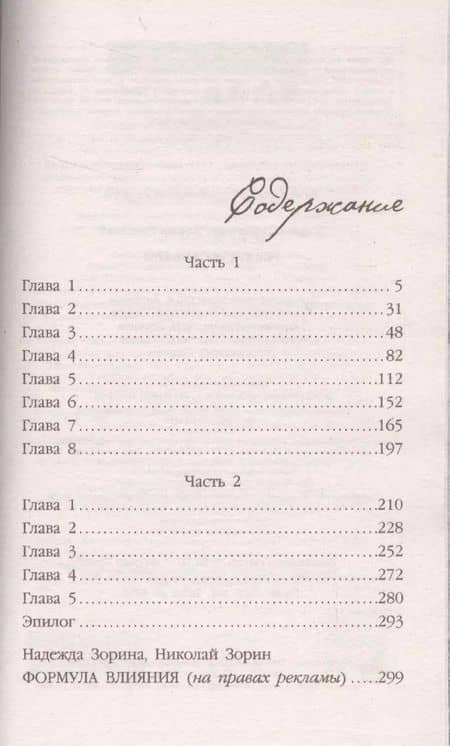 Содержание
Часть 1
Глава 1 5
Глава 2 31
Глава 3 48
Глава 4 82
Глава 5 112
Глава 6 152
Глава 7 165
Глава 8 197
Часть 2
Глава 1 210
Глава 2 228
Глава 3 252
Глава 4 272
Глава 5 280
Эпилог 293
Надежда Зорина, Николай Зорин
ФОРМУЛА ВЛИЯНИЯ (на правах рекламы) .....299